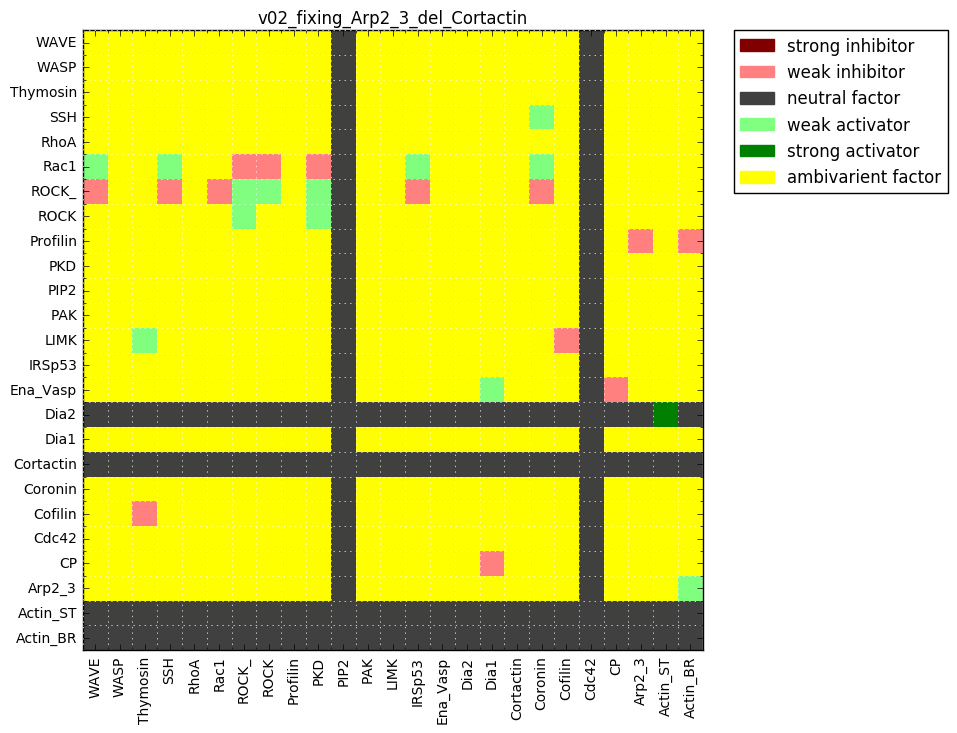 v02_fixing_Arp2_3_del_Cortactin
WAVE
WASP
Thymosin
SSH
RhoA
Rac1
ROCK_
ROCK
Profilin
PKD
PIP2
PAK
LIMK
IRSp53
Ena_Vasp
Dia2
Dia1
Cortactin
Coronin
Cofilin
Cdc42
CP
Arp2_3
Actin_ST
Actin_BR
WAVE
WASP
Thymosin
SSH
RhoA
Rac1
ROCK_
ROCK
Profilin
PKD
PIP2
PAK
LIMK
IRSp53
Ena_Vasp
Dia2
Dia1
Cortactin
Coronin
Cofilin
Cdc42
CP
Arp2_3
Actin_ST
Actin_BR
strong inhibitor
weak inhibitor
neutral factor
weak activator
strong activator
ambivarient factor